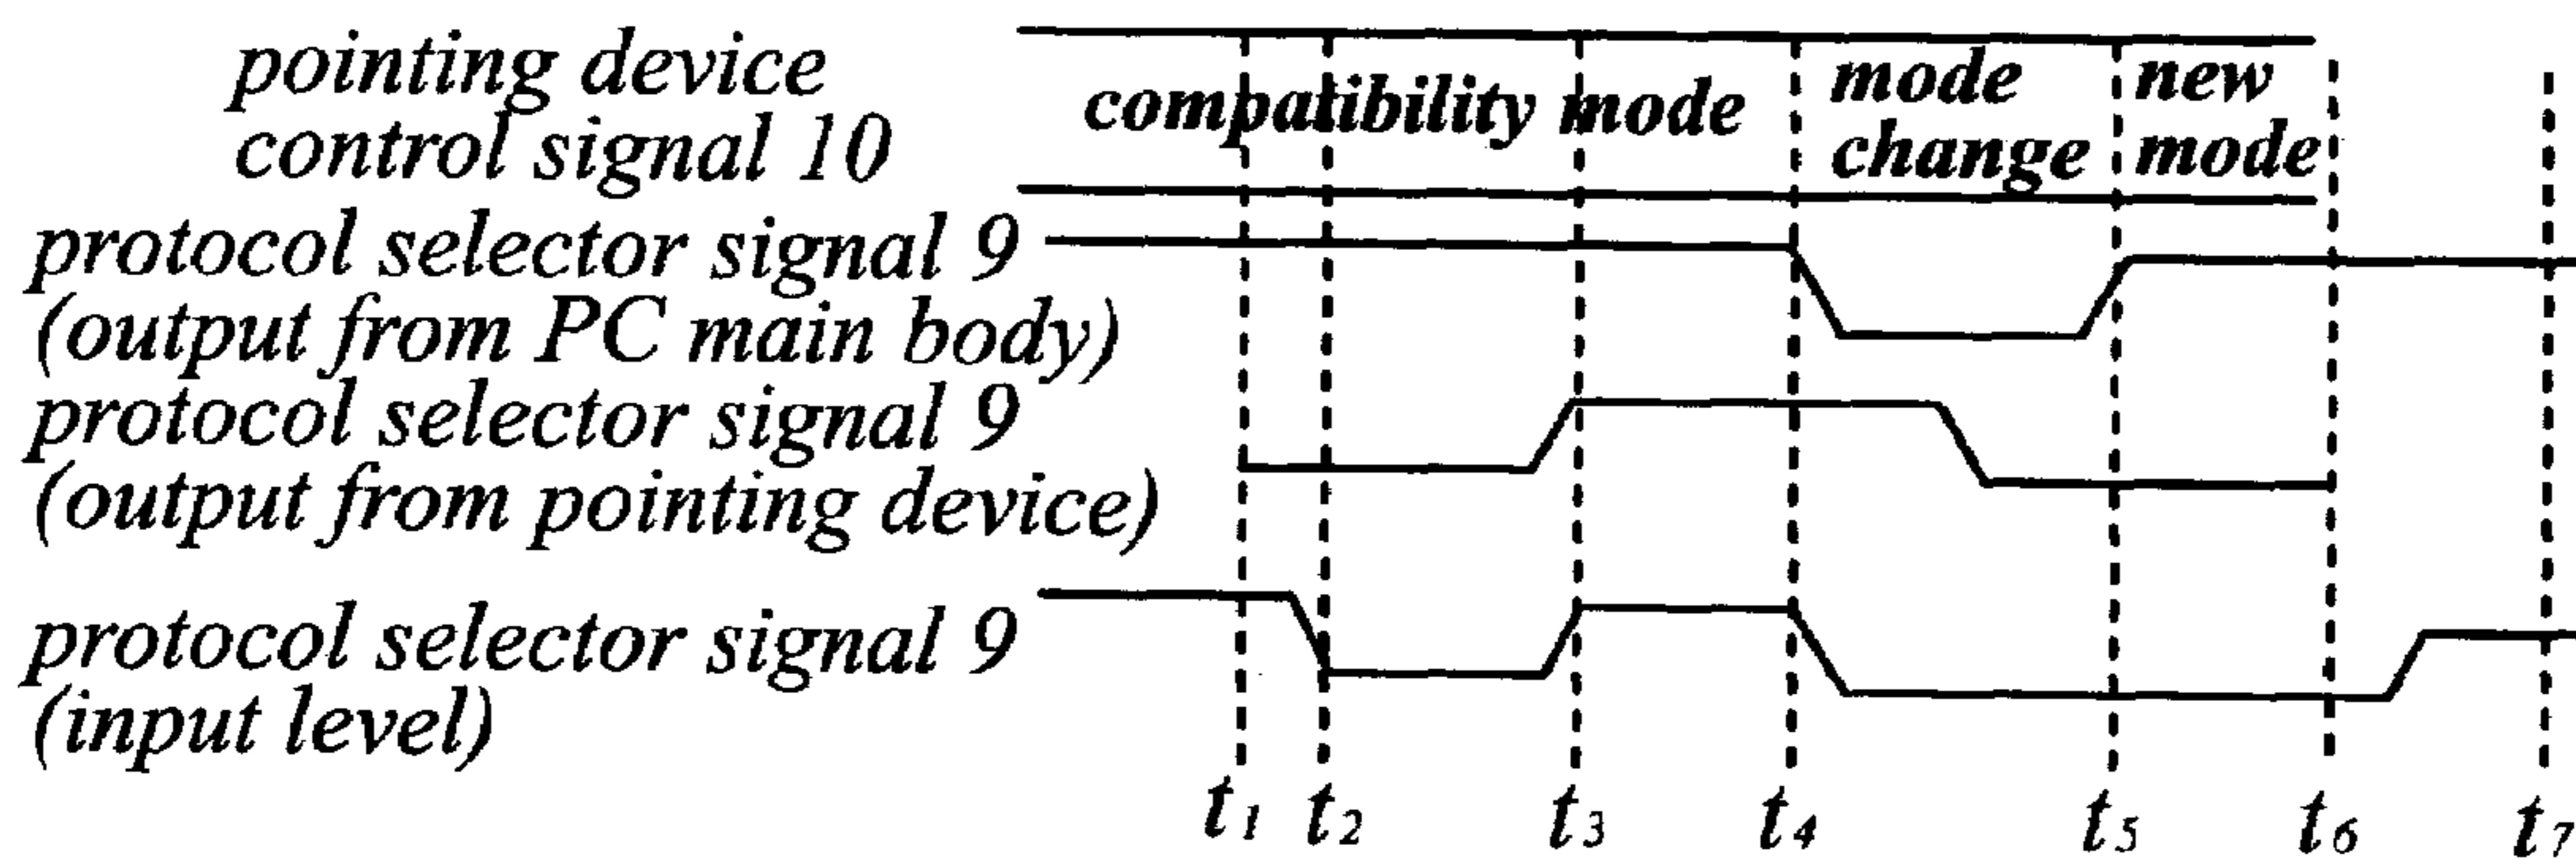 pointing device
control signal 10
compatibility mode
mode
change
new
mode
protocol selector signal 9
(output from PC main body)
protocol selector signal 9
(output from pointing device)
protocol selector signal 9
(input level)
t1 t2 t3 t4 t5 t6 t7